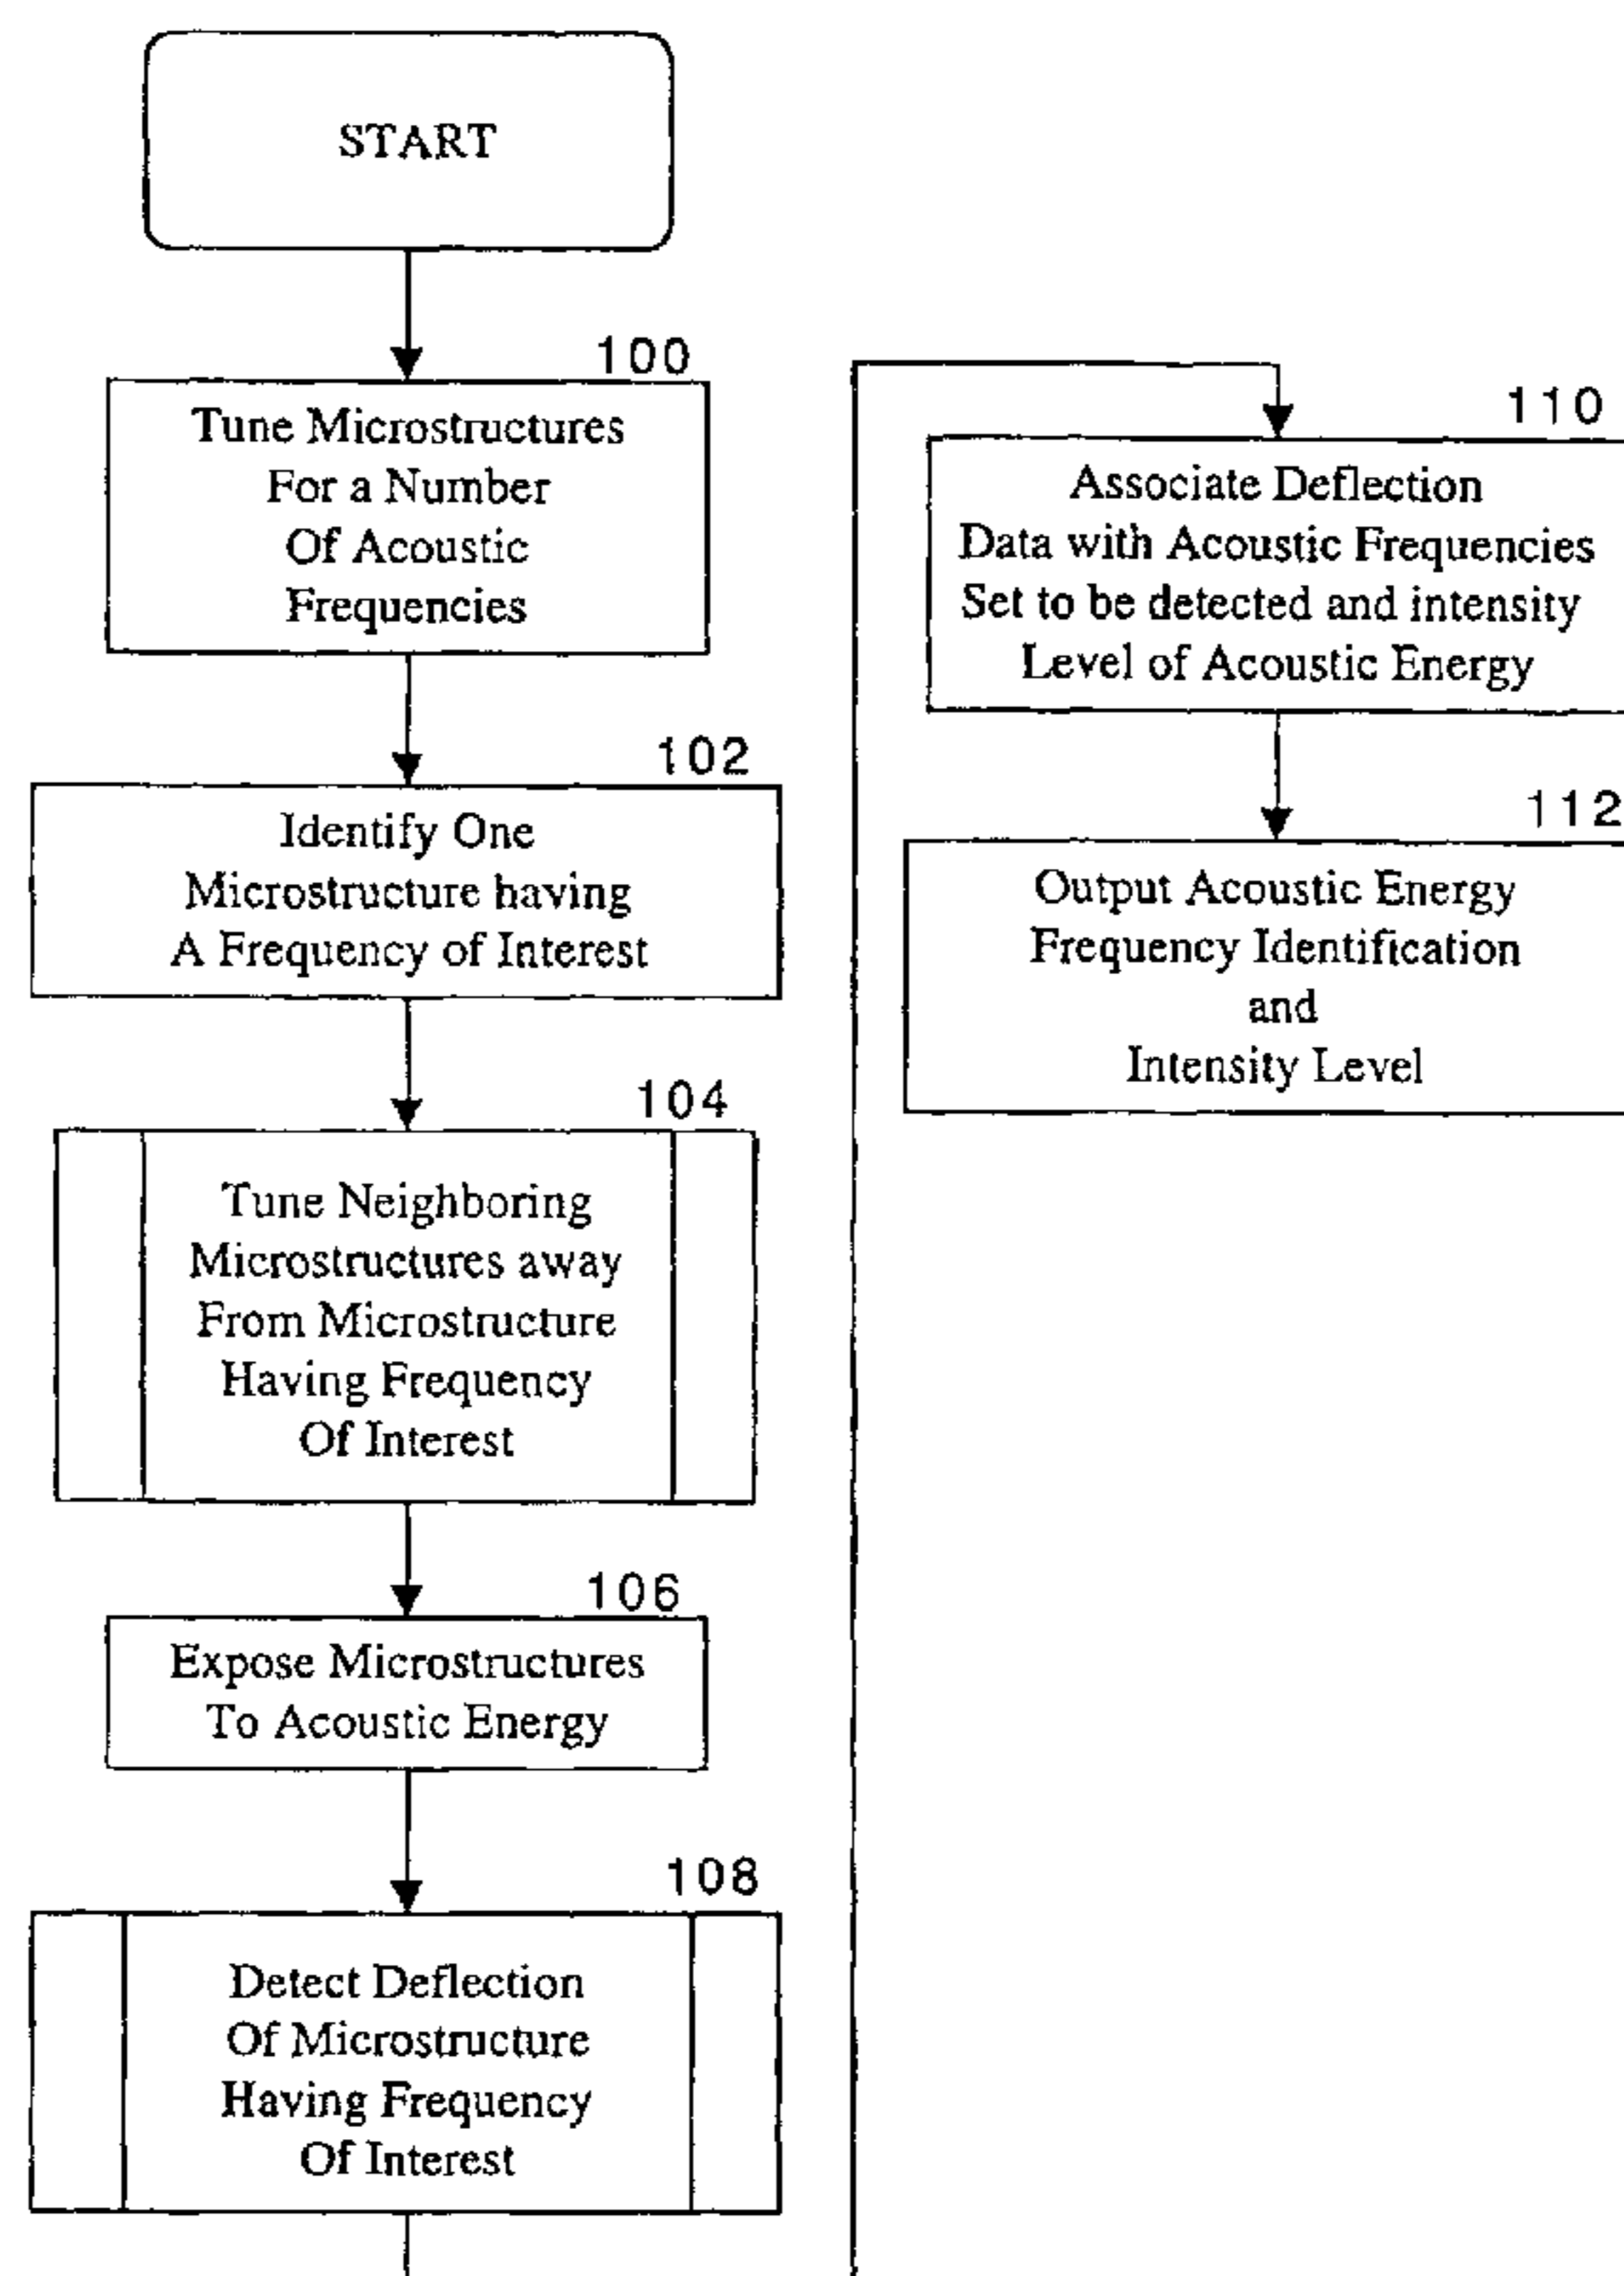 START
100
Tune Microstructures
For a Number
Of Acoustic
Frequencies
102
Identify One
Microstructure having
A Frequency of Interest
104
Tune Neighboring
Microstructures away
From Microstructure
Having Frequency
Of Interest
106
Expose Microstructures
To Acoustic Energy
108
Detect Deflection
Of Microstructure
Having Frequency
Of Interest
110
Associate Deflection
Data with Acoustic Frequencies
Set to be detected and intensity
Level of Acoustic Energy
112
Output Acoustic Energy
Frequency Identification
and
Intensity Level